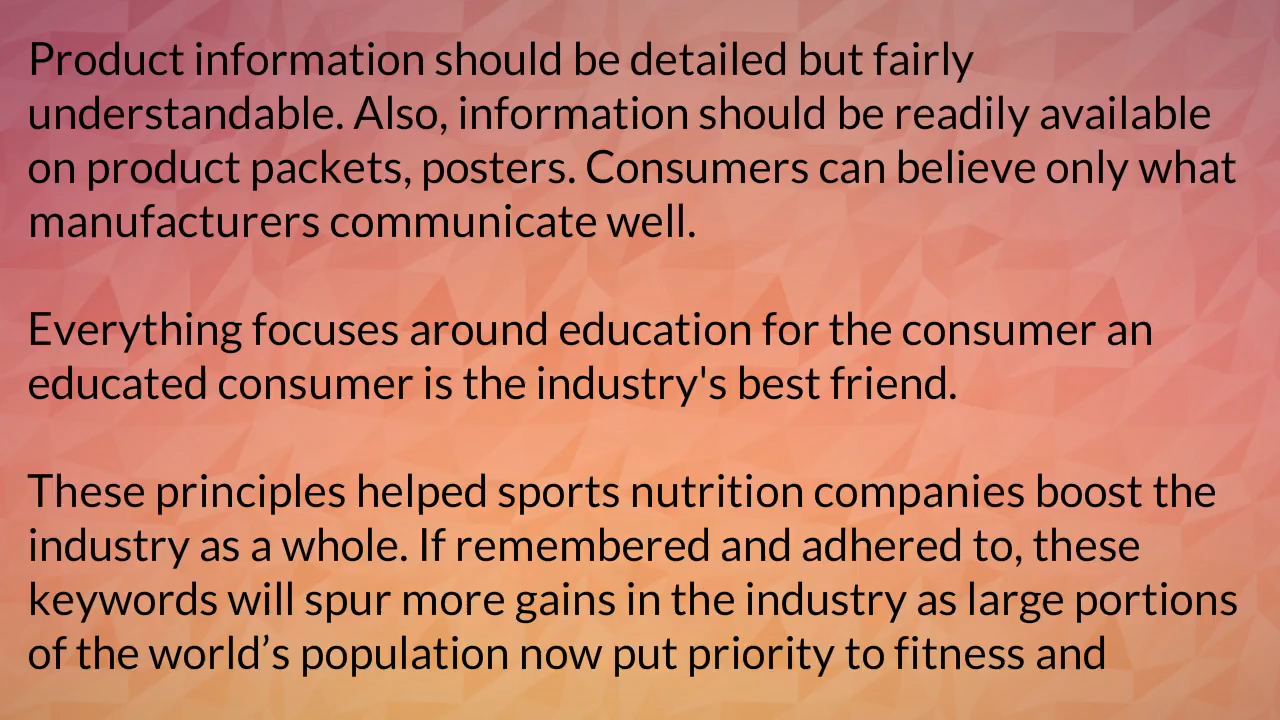 Product information should be detailed but fairly
understandable. Also, information should be readily available
on product packets, posters. Consumers can believe only what
manufacturers communicate well.
Everything focuses around education for the consumer an
educated consumer is the industry's best friend.
These principles helped sports nutrition companies boost the
industry as a whole. If remembered and adhered to, these
keywords will spur more gains in the industry as large portions
of the world’s population now put priority to fitness and